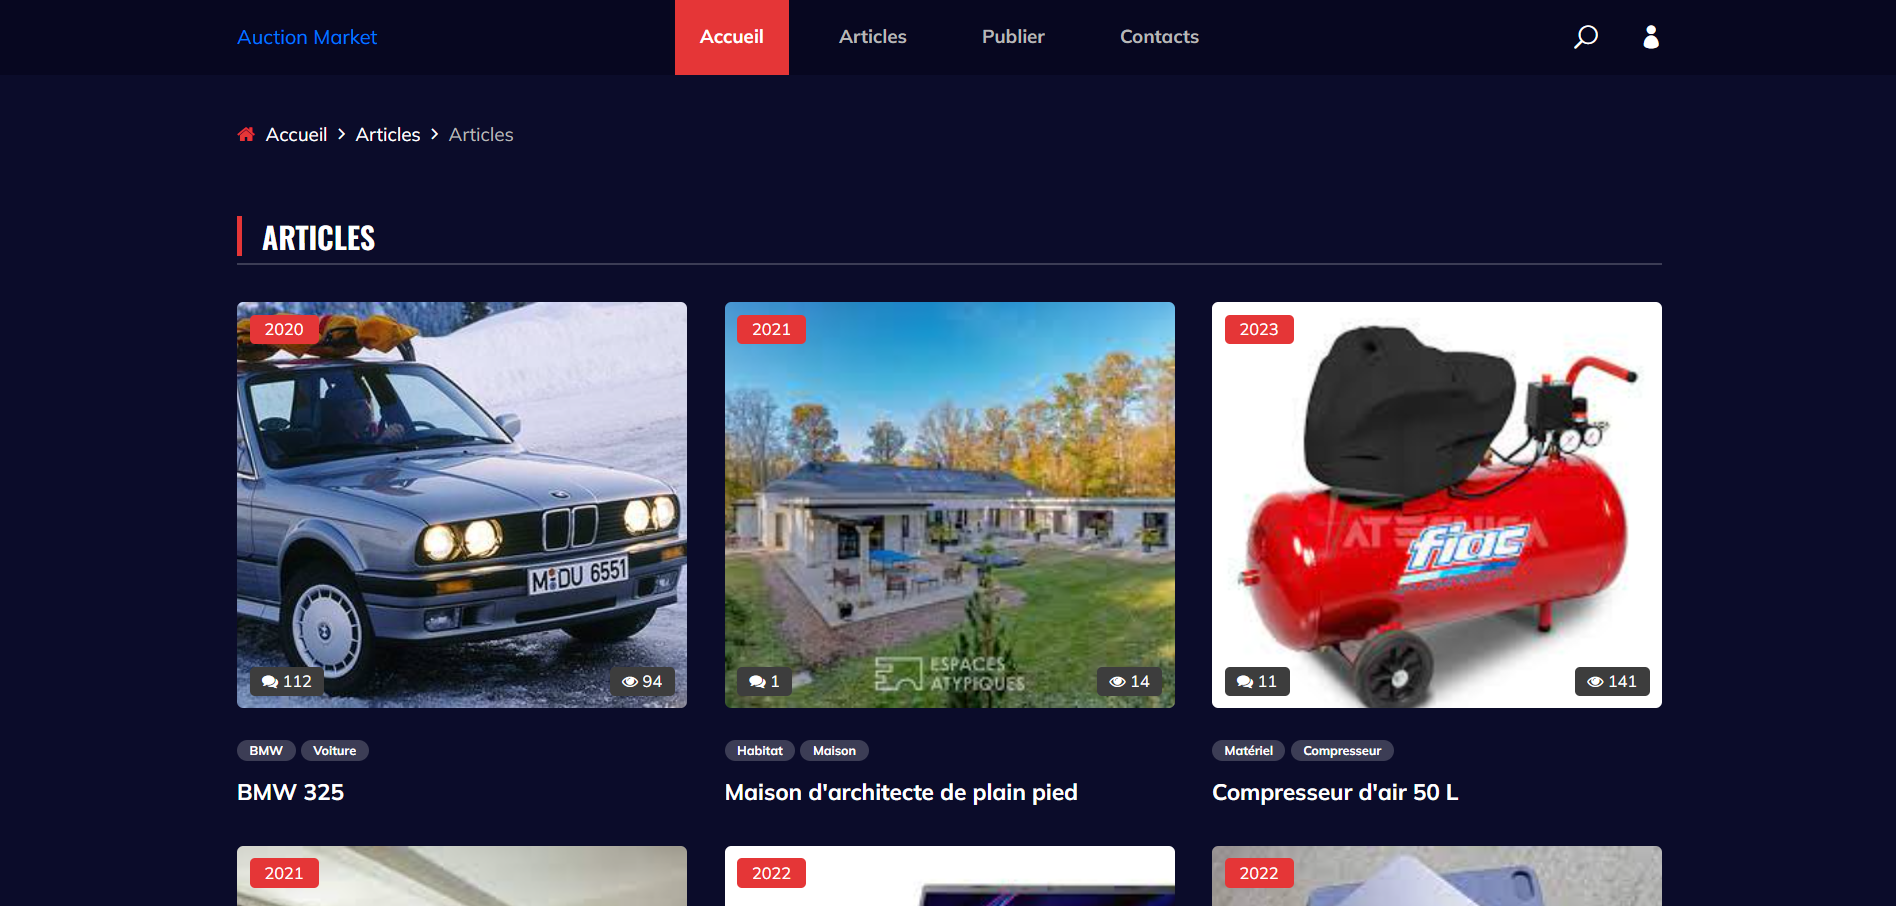 Auction Market
Accueil
Articles
Publier
Contacts
Accueil
Articles
Articles
ARTICLES
2020
M DU 6551
112
94
BMW
Voiture
BMW 325
2021
ESPACES
ATYPIQUES
1
14
Habitat
Maison
Maison d'architecte de plain pied
2023
fiac
11
141
Matériel
Compresseur
Compresseur d'air 50 L
2021
2022
2022